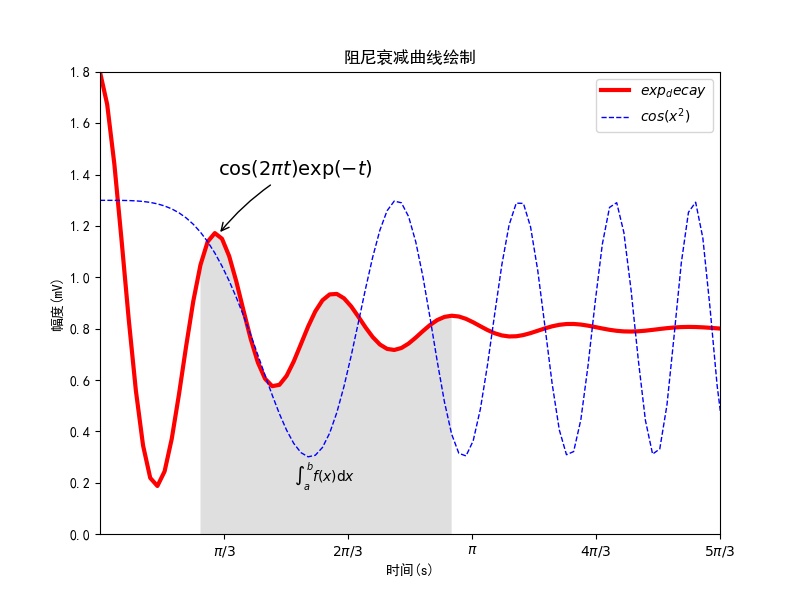 阻尼衰减曲线绘制
exp_decay
cos(x²)
cos(2πt)exp(−t)
∫ₐᵇ f(x)dx
幅度(mV)
1.8
1.6
1.4
1.2
1.0
0.8
0.6
0.4
0.2
0.0
π/3
2π/3
π
4π/3
5π/3
时间(s)